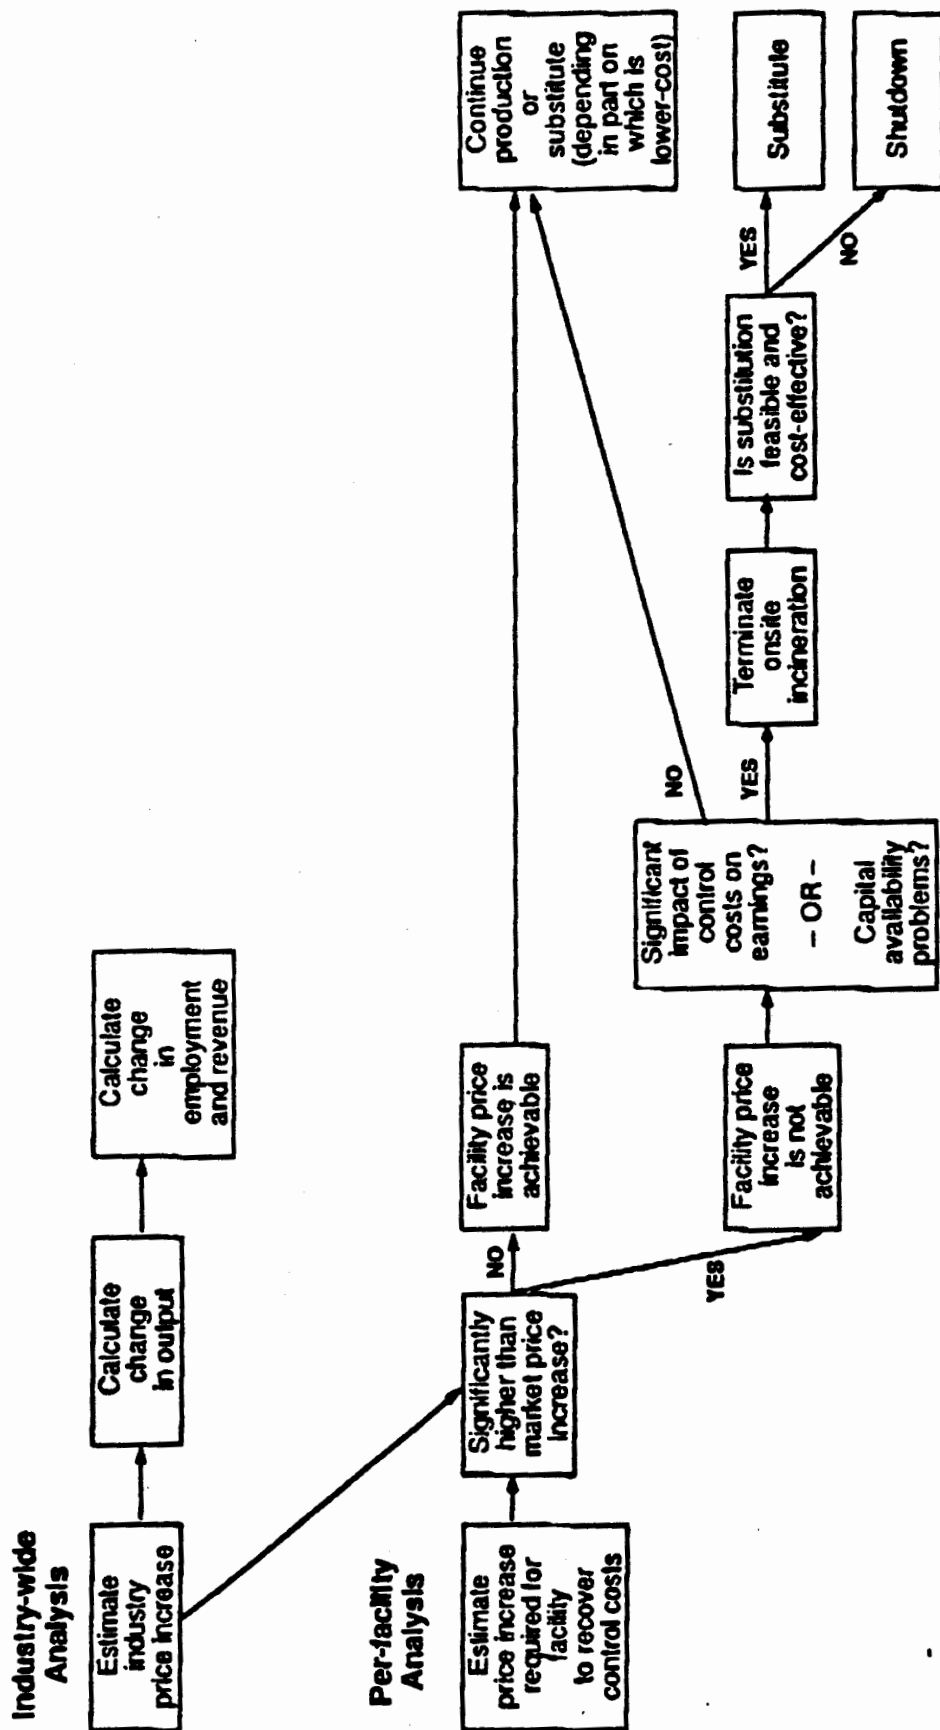 Industry-wide
Analysis
Estimate
industry
price increase
Calculate
change
in output
Calculate
change
in
employment
and revenue
Per-facility
Analysis
Estimate
price increase
required for
facility
to recover
control costs
Significantly
higher than
market price
increase?
NO
YES
Facility price
increase is
achievable
Facility price
increase
is not
achievable
Significant
impact of
control
costs on
earnings?
– OR –
Capital
availability
problems?
NO
YES
Terminate
onsite
incineration
Is substitution
feasible and
cost-effective?
YES
NO
Continue
production
or
substitute
(depending
in part on
which is
lower-cost)
Substitute
Shutdown